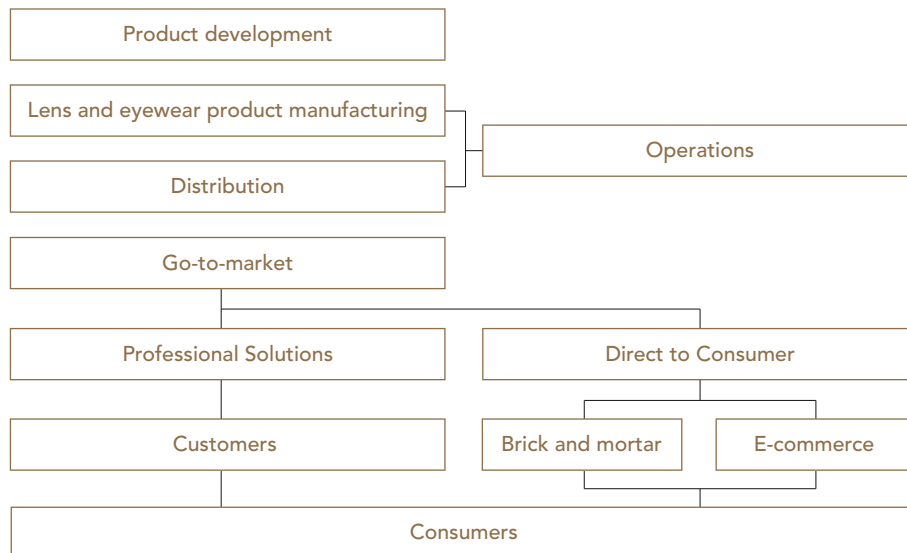 Product development
Lens and eyewear product manufacturing
Operations
Distribution
Go-to-market
Professional Solutions
Direct to Consumer
Customers
Brick and mortar
E-commerce
Consumers